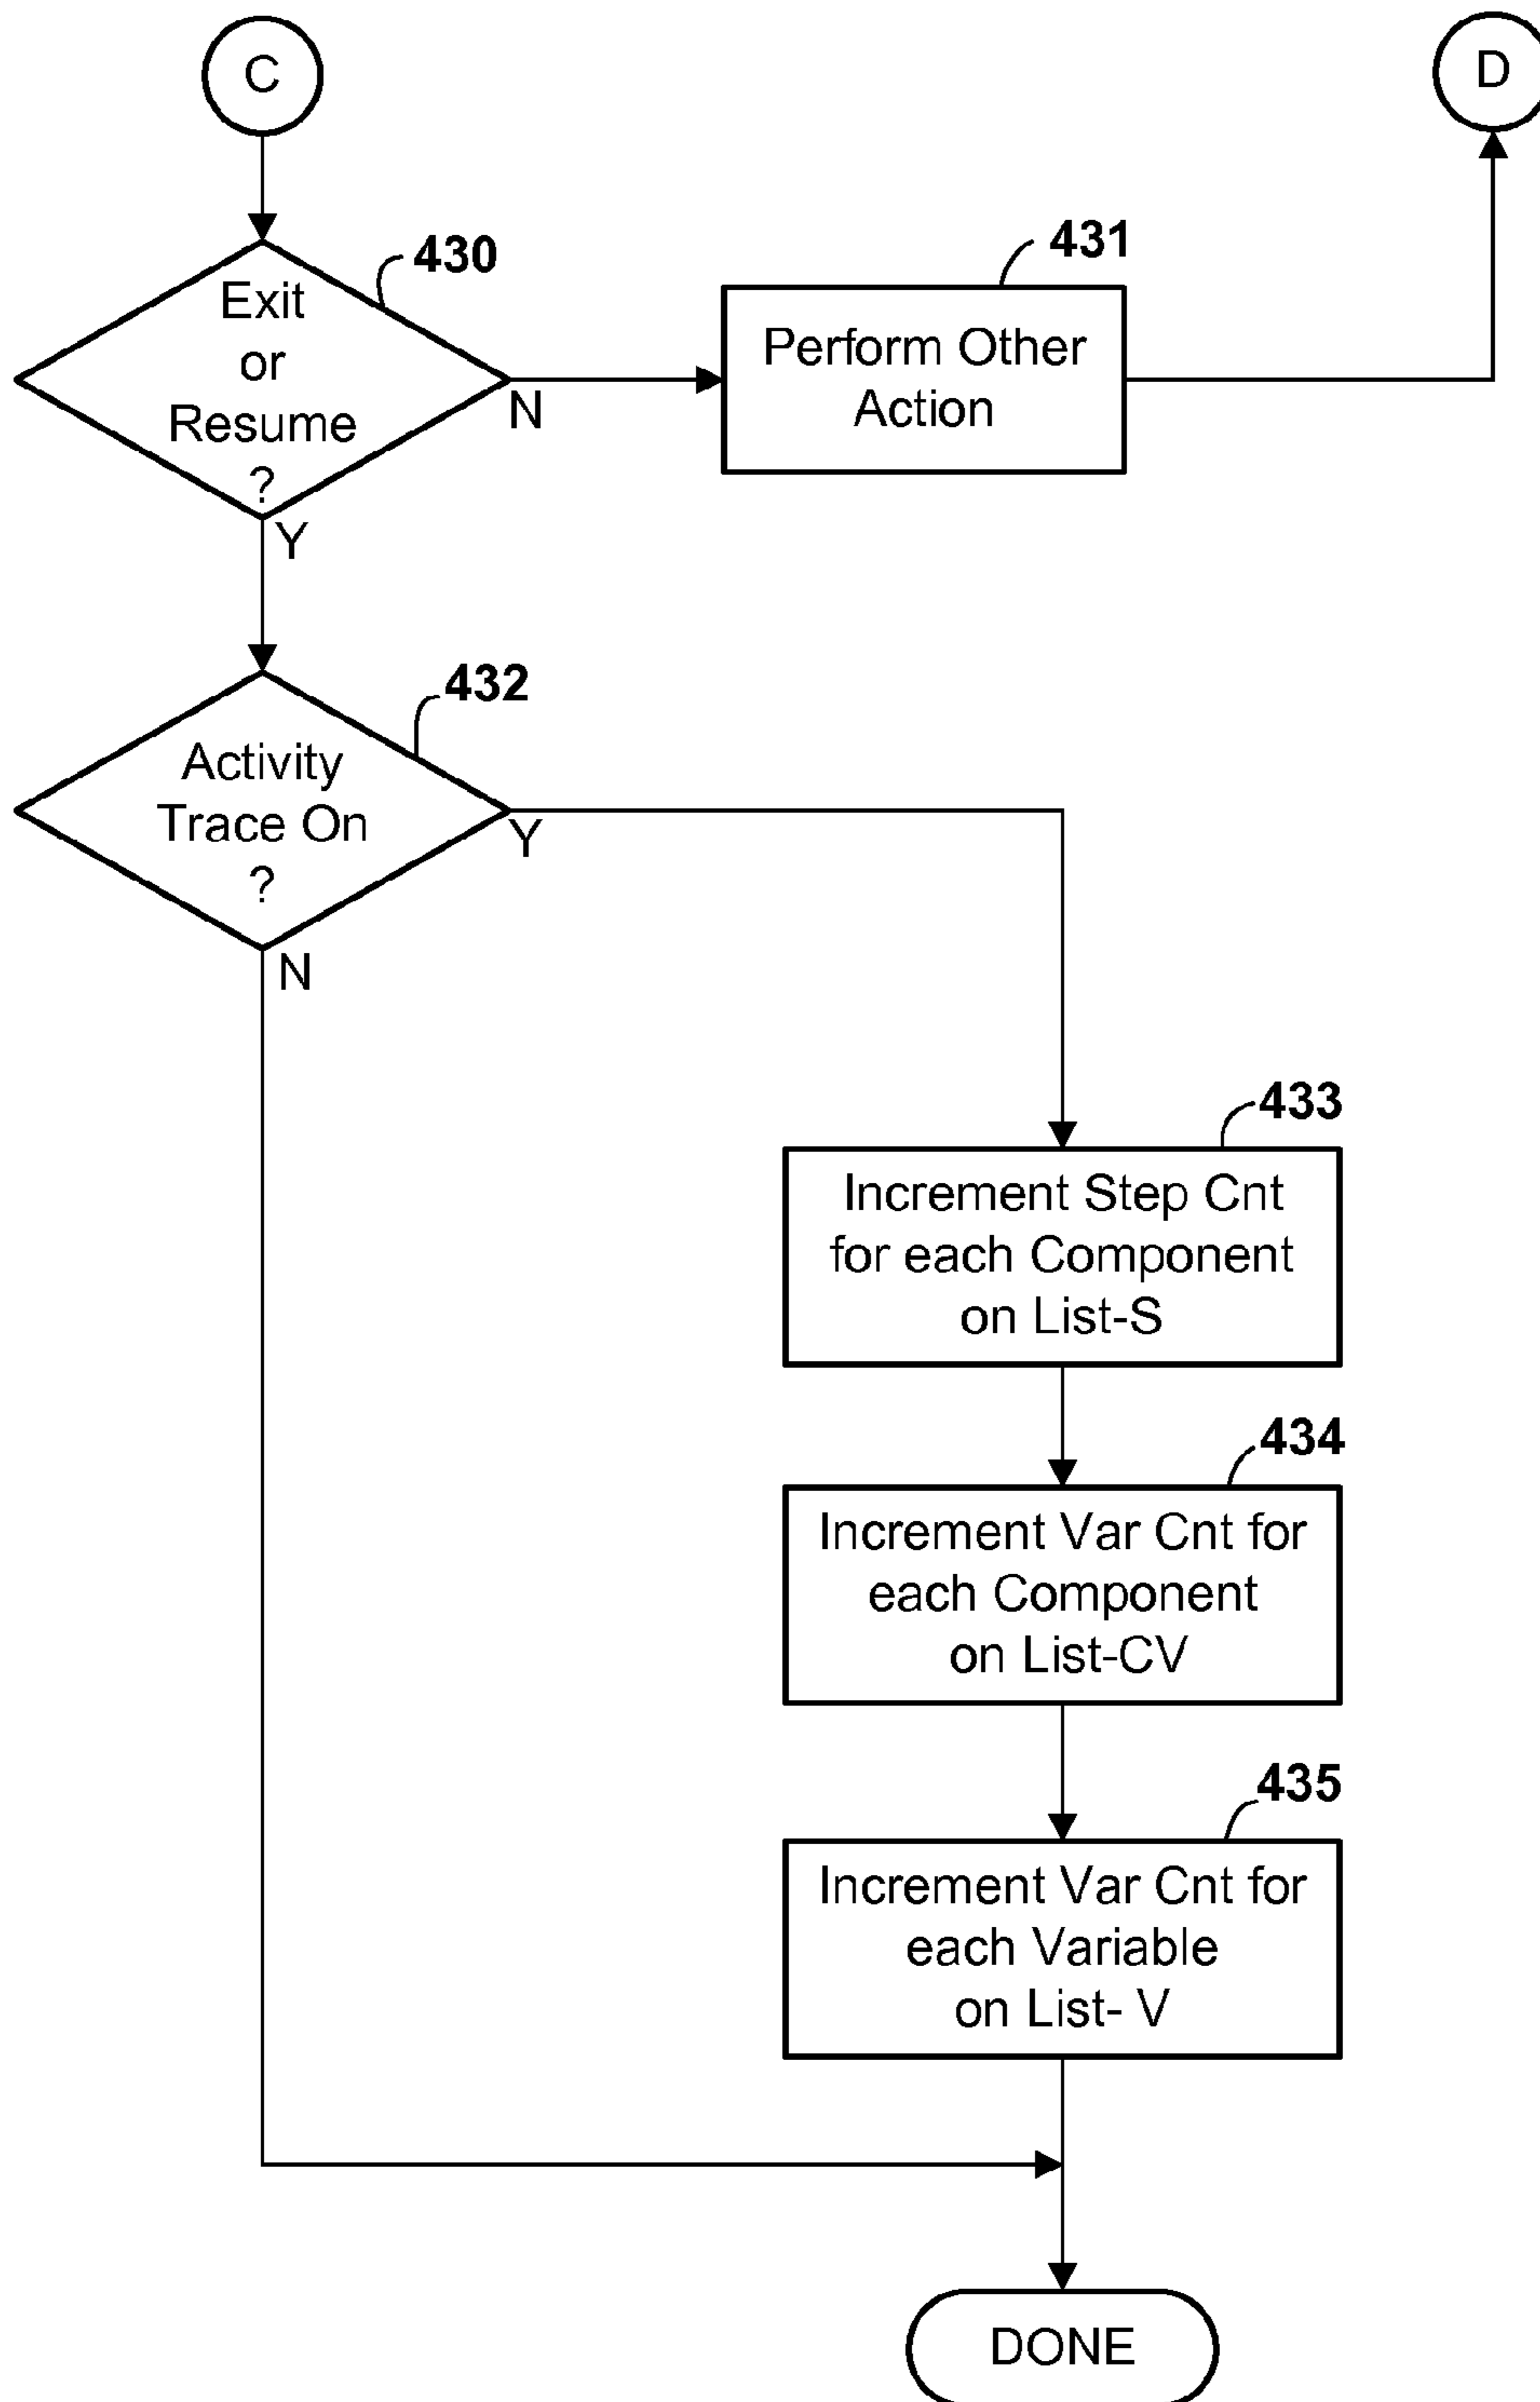 C
D
430
Exit
or
Resume
?
N
Y
431
Perform Other
Action
432
Activity
Trace On
?
Y
N
433
Increment Step Cnt
for each Component
on List-S
434
Increment Var Cnt for
each Component
on List-CV
435
Increment Var Cnt for
each Variable
on List- V
DONE